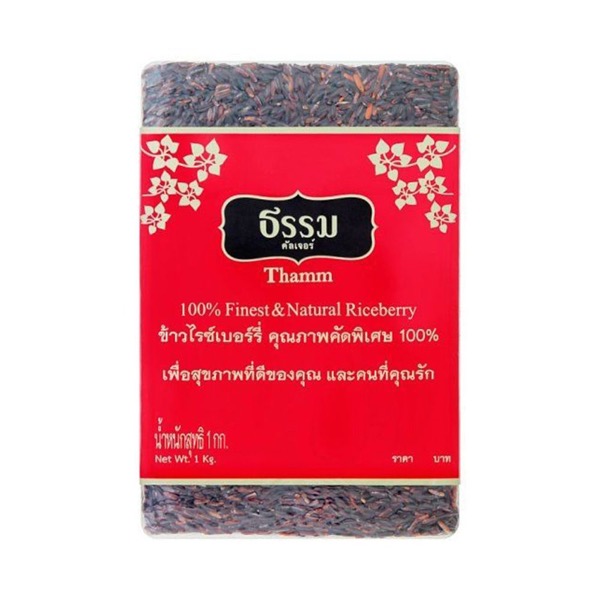 ธรรม
คัลเจอร์
Thamm
100% Finest & Natural Riceberry
ข้าวไรซ์เบอร์รี่ คุณภาพคัดพิเศษ 100%
เพื่อสุขภาพที่ดีของคุณ และคนที่คุณรัก
น้ำหนักสุทธิ 1 กก.
Net Wt. 1 Kg.
ราคา บาท